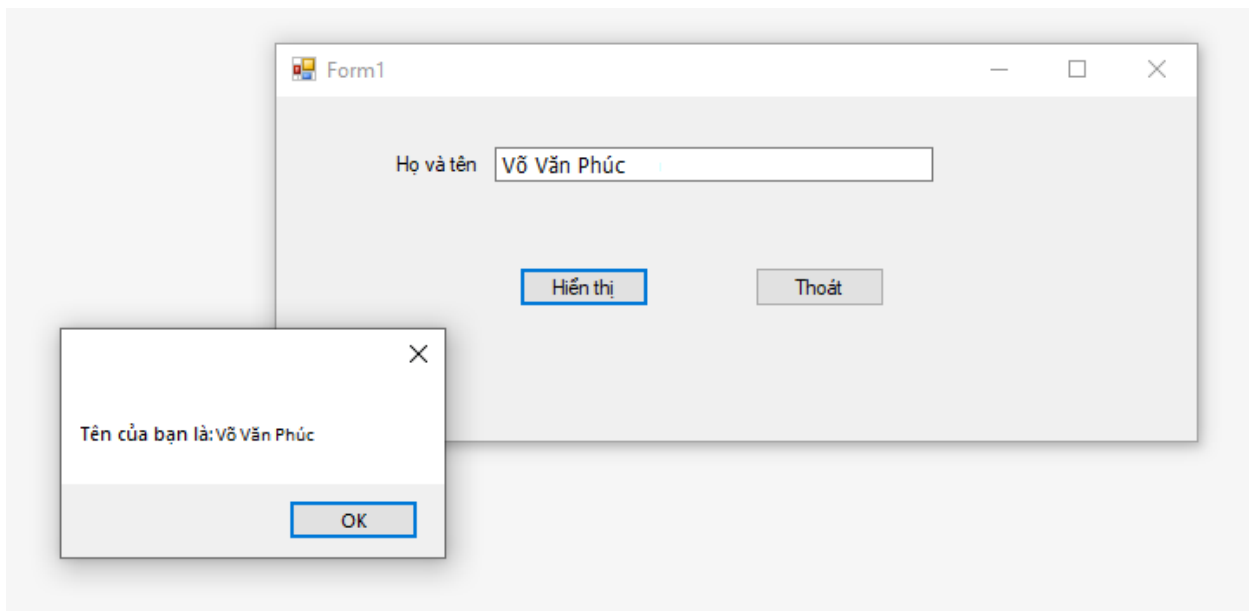 Form1
Họ và tên Võ Văn Phúc
Hiển thị Thoát
Tên của bạn là: Võ Văn Phúc
OK